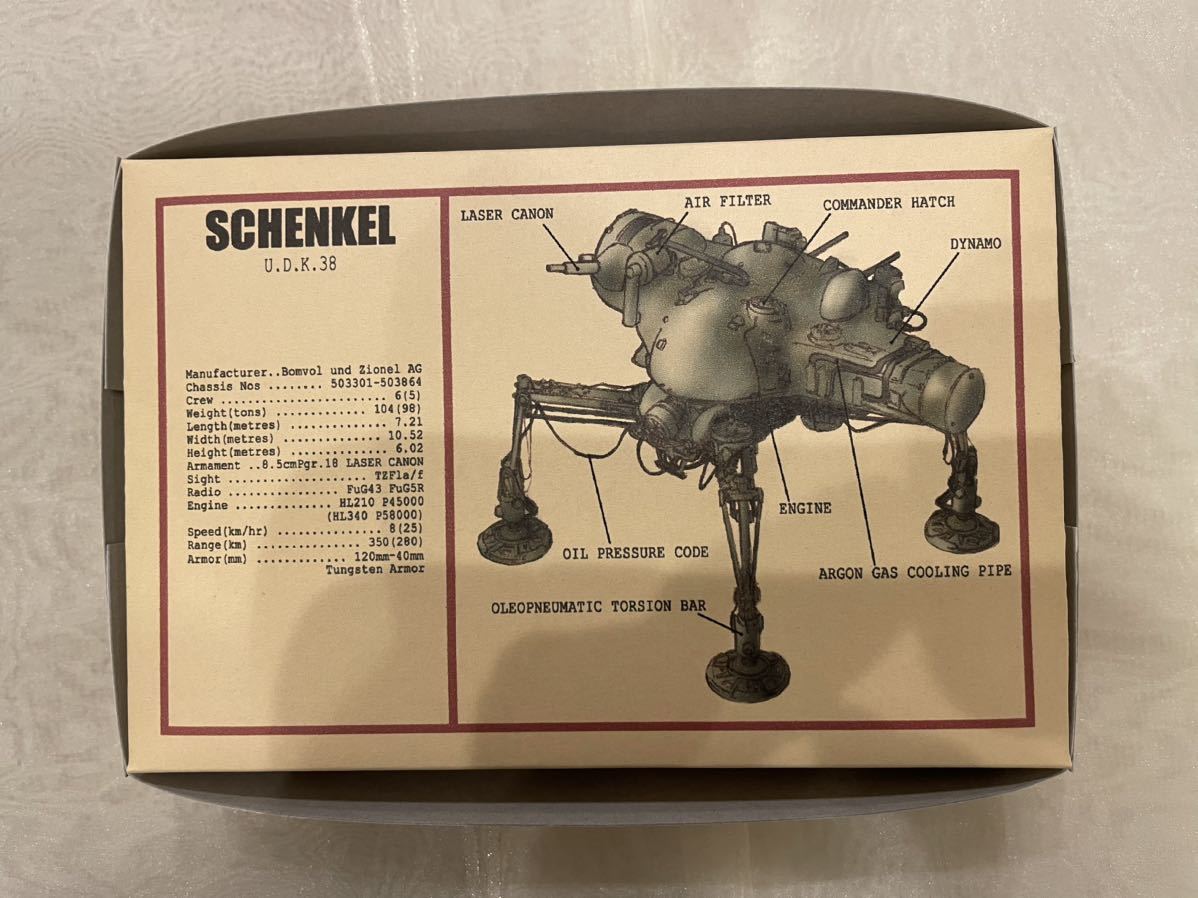 SCHENKEL
U.D.K.38
Manufacturer..Bomvol und Zionel AG
Chassis Nos ........ 503301-503864
Crew ........................ 6(5)
Weight(tons) ............. 104(98)
Length(metres) .............. 7.21
Width(metres) .............. 10.52
Height(metres) .............. 6.02
Armament ..8.5cmPgr.18 LASER CANON
Sight .................... TZF1a/f
Radio ................ FuG43 FuG5R
Engine ............... HL210 P45000
(HL340 P58000)
Speed(km/hr) ............... 8(25)
Range(km) ............... 350(280)
Armor(mm) ............. 120mm-40mm
Tungsten Armor
LASER CANON
AIR FILTER
COMMANDER HATCH
DYNAMO
ENGINE
OIL PRESSURE CODE
ARGON GAS COOLING PIPE
OLEOPNEUMATIC TORSION BAR